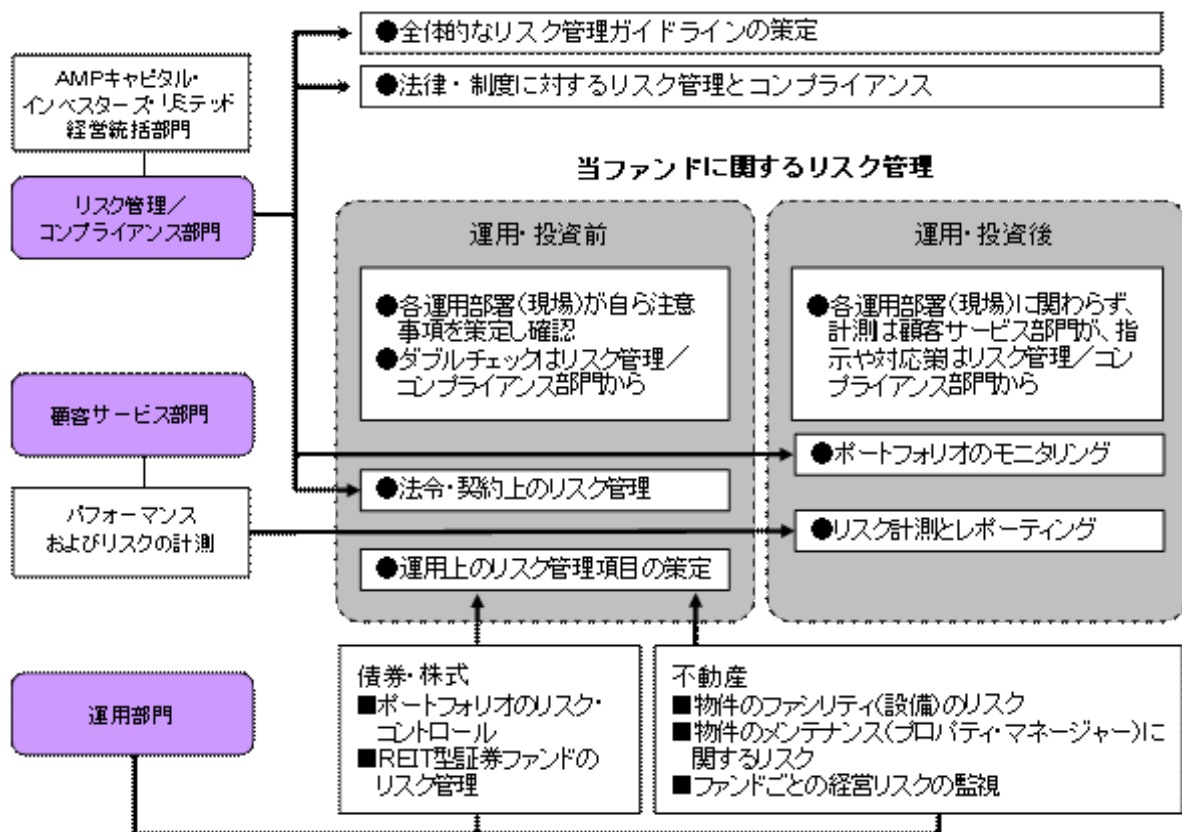 ●全体的なリスク管理ガイドラインの策定
AMPキャピタル・
インベスターズ・リミテッド
経営統括部門
●法律・制度に対するリスク管理とコンプライアンス
当ファンドに関するリスク管理
リスク管理／
コンプライアンス部門
運用・投資前
●各運用部署(現場)が自ら注意
事項を策定し確認
●ダブルチェックはリスク管理／
コンプライアンス部門から
運用・投資後
●各運用部署(現場)に関わらず、
計測は顧客サービス部門が、指
示や対応策はリスク管理／コン
プライアンス部門から
顧客サービス部門
●ポートフォリオのモニタリング
●法令・契約上のリスク管理
パフォーマンス
およびリスクの計測
●リスク計測とレポーティング
●運用上のリスク管理項目の策定
運用部門
債券・株式
■ポートフォリオのリスク・
コントロール
■REIT型証券ファンドの
リスク管理
不動産
■物件のファシリティ(設備)のリスク
■物件のメンテナンス(プロパティ・マネージャー)に
関するリスク
■ファンドごとの経営リスクの監視